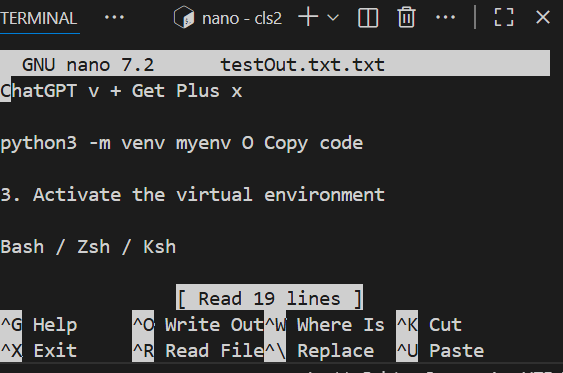 TERMINAL ... nano - cls2
GNU nano 7.2 testOut.txt.txt
ChatGPT v + Get Plus x
python3 -m venv myenv O Copy code
3. Activate the virtual environment
Bash / Zsh / Ksh
[ Read 19 lines ]
^G Help ^O Write Out ^W Where Is ^K Cut
^X Exit ^R Read File ^\ Replace ^U Paste